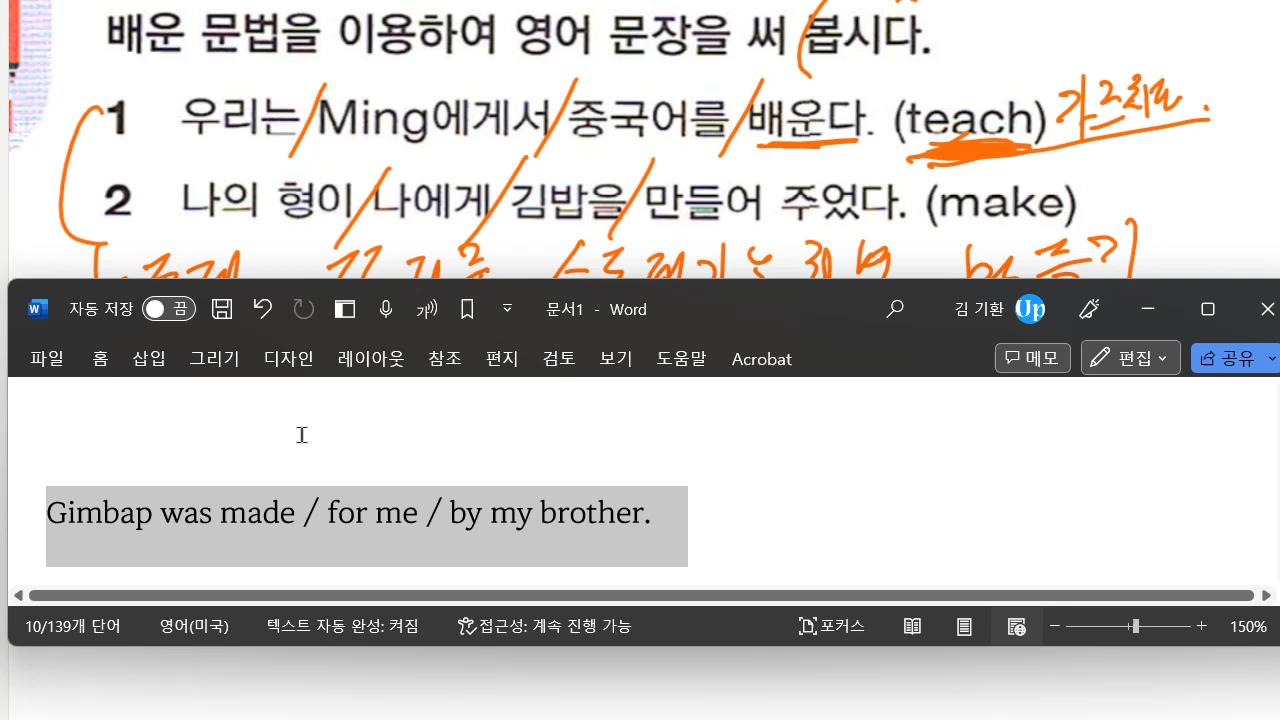 배운 문법을 이용하여 영어 문장을 써 봅시다.
1 우리는 / Ming에게서 / 중국어를 / 배운다. (teach) 가르치다.
2 나의 형이 / 나에게 / 김밥을 / 만들어 주었다. (make)
자동 저장 끔 가)) 문서1 - Word 김 기환 Up
파일 홈 삽입 그리기 디자인 레이아웃 참조 편지 검토 보기 도움말 Acrobat 메모 편집 공유
Gimbap was made / for me / by my brother.
10/139개 단어 영어(미국) 텍스트 자동 완성: 켜짐 접근성: 계속 진행 가능 포커스 150%